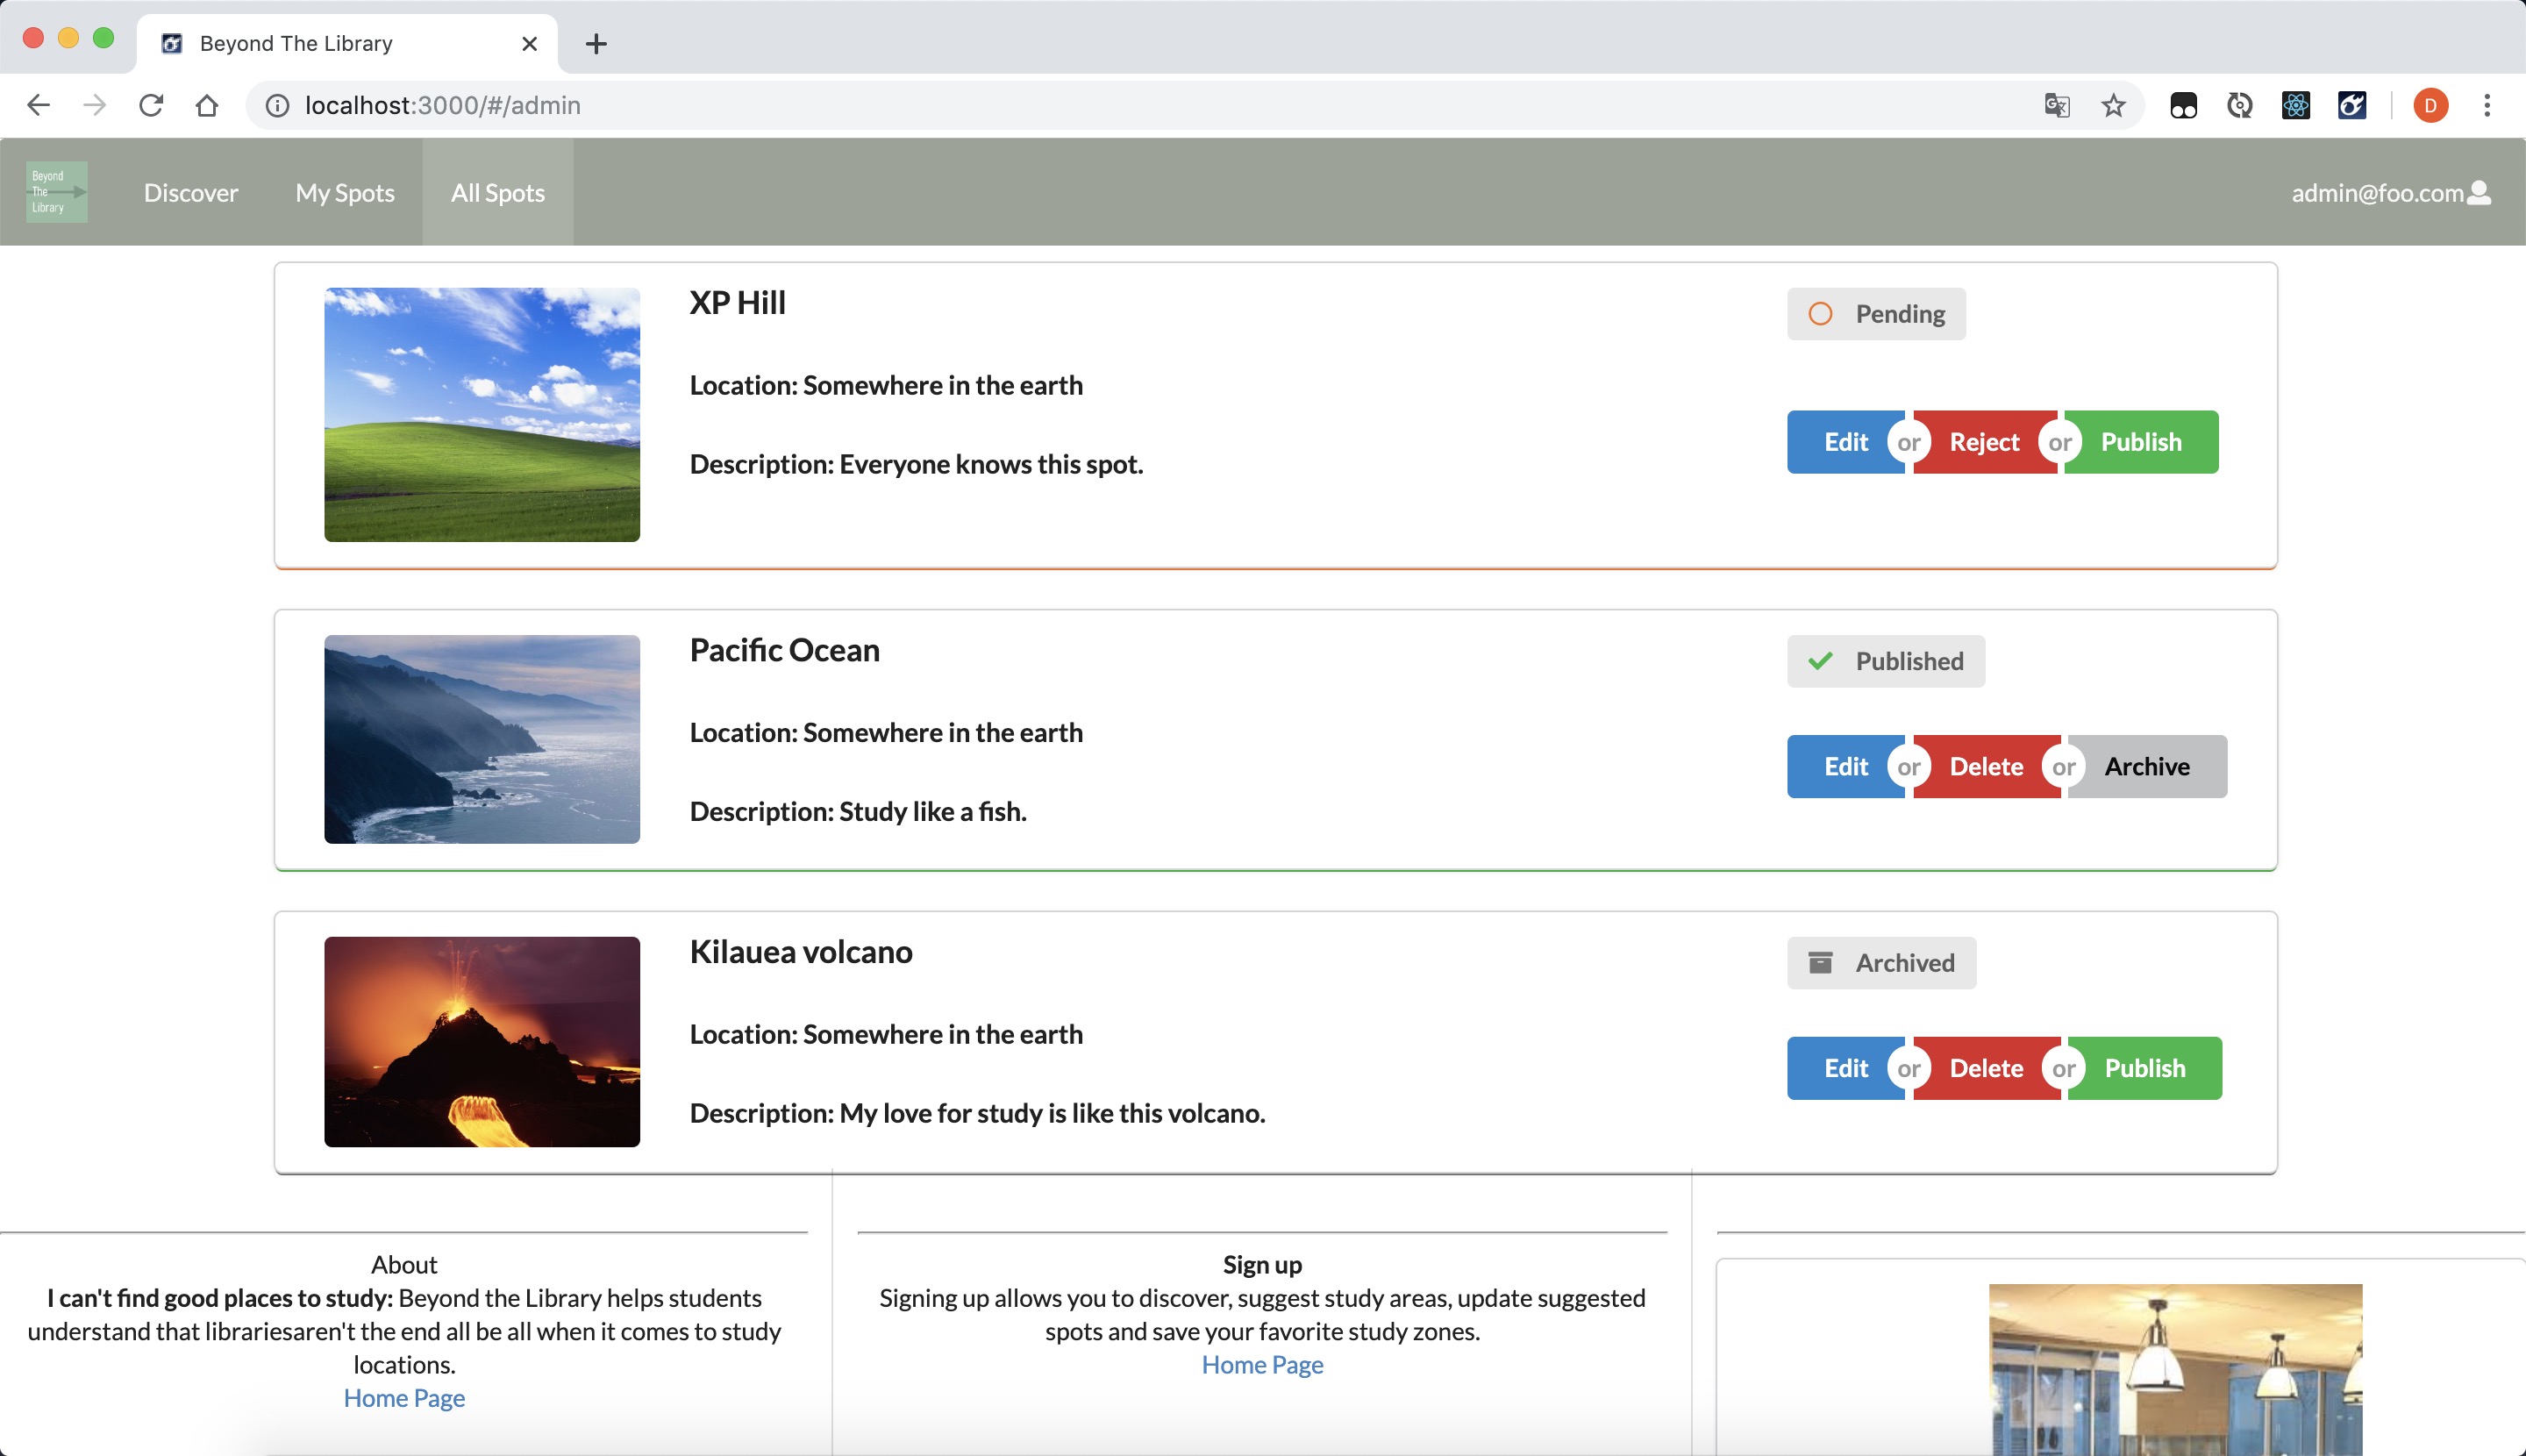 Beyond The Library
localhost:3000/#/admin
D
Beyond
The
Library
Discover
My Spots
All Spots
admin@foo.com
XP Hill
Location: Somewhere in the earth
Description: Everyone knows this spot.
Pending
Edit or Reject or Publish
Pacific Ocean
Location: Somewhere in the earth
Description: Study like a fish.
Published
Edit or Delete or Archive
Kilauea volcano
Location: Somewhere in the earth
Description: My love for study is like this volcano.
Archived
Edit or Delete or Publish
About
I can't find good places to study: Beyond the Library helps students
understand that librariesaren't the end all be all when it comes to study
locations.
Home Page
Sign up
Signing up allows you to discover, suggest study areas, update suggested
spots and save your favorite study zones.
Home Page